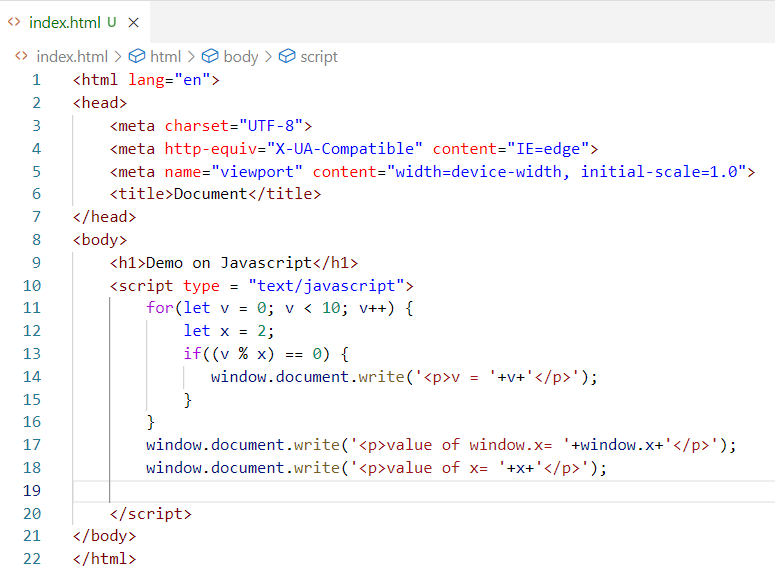 index.html U ×
index.html > html > body > script
1 <html lang="en">
2 <head>
3     <meta charset="UTF-8">
4     <meta http-equiv="X-UA-Compatible" content="IE=edge">
5     <meta name="viewport" content="width=device-width, initial-scale=1.0">
6     <title>Document</title>
7 </head>
8 <body>
9     <h1>Demo on Javascript</h1>
10     <script type = "text/javascript">
11         for(let v = 0; v < 10; v++) {
12             let x = 2;
13             if((v % x) == 0) {
14                window.document.write('<p>v = '+v+'</p>');
15             }
16         }
17         window.document.write('<p>value of window.x= '+window.x+'</p>');
18         window.document.write('<p>value of x= '+x+'</p>');
19
20     </script>
21 </body>
22 </html>